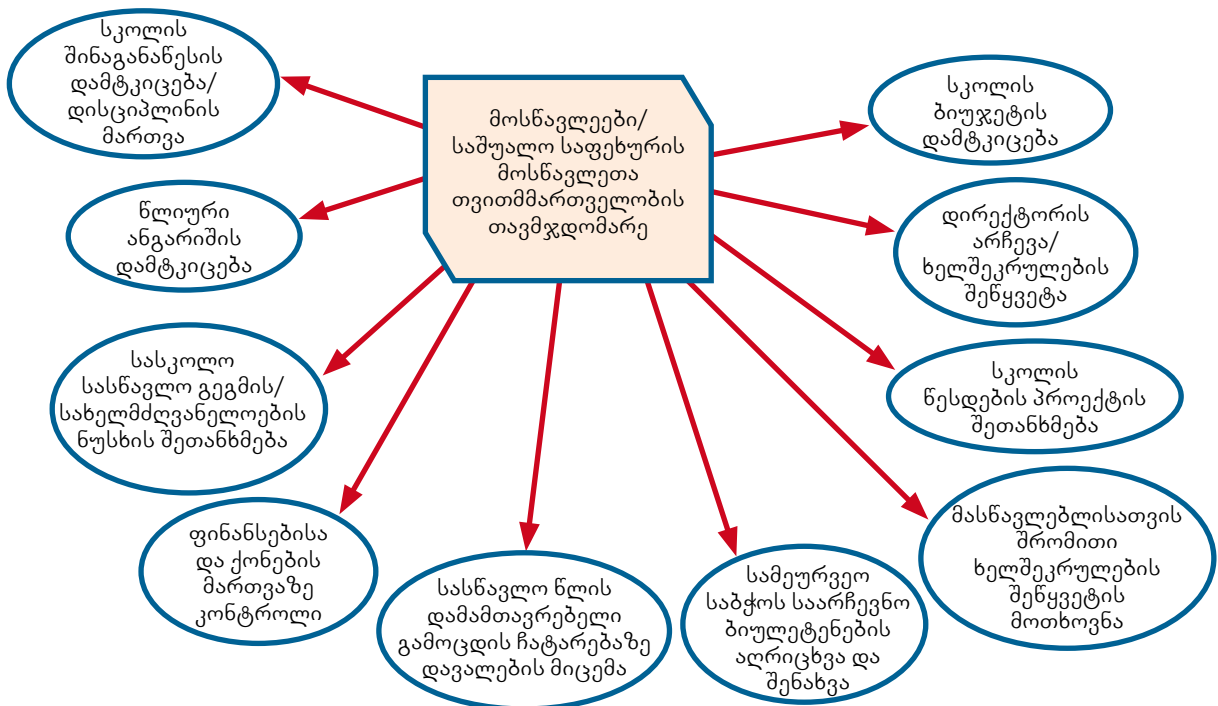 სკოლის
შინაგანაწესის
დამტკიცება/
დისციპლინის
მართვა
მოსწავლეები/
საშუალო საფეხურის
მოსწავლეთა
თვითმმართველობის
თავმჯდომარე
სკოლის
ბიუჯეტის
დამტკიცება
წლიური
ანგარიშის
დამტკიცება
დირექტორის
არჩევა/
ხელშეკრულების
შეწყვეტა
სასკოლო
სასწავლო გეგმის/
სახელმძღვანელოების
ნუსხის შეთანხმება
სკოლის
წესდების პროექტის
შეთანხმება
ფინანსებისა
და ქონების
მართვაზე
კონტროლი
სასწავლო წლის
დამამთავრებელი
გამოცდის ჩატარებაზე
დავალების მიცემა
სამეურვეო
საბჭოს საარჩევნო
ბიულეტენების
აღრიცხვა და
შენახვა
მასწავლებლისათვის
შრომითი
ხელშეკრულების
შეწყვეტის
მოთხოვნა